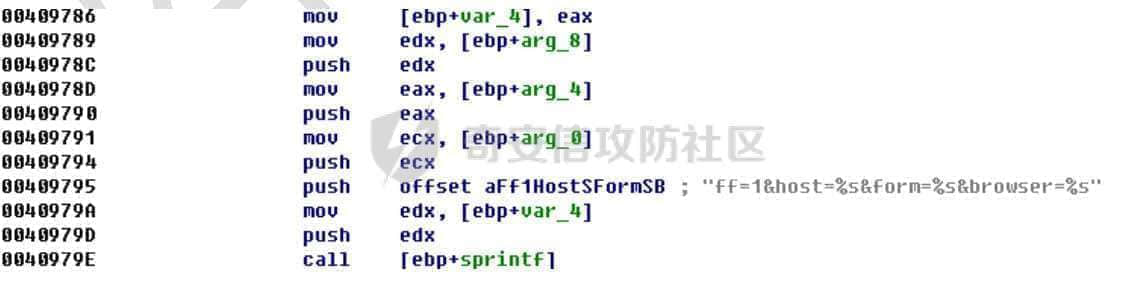 00409786 mov [ebp+var_4], eax
00409789 mov edx, [ebp+arg_8]
0040978C push edx
0040978D mov eax, [ebp+arg_4]
00409790 push eax
00409791 mov ecx, [ebp+arg_0]
奇安信攻防社区
00409794 push ecx
00409795 push offset aFf1HostSFormSB ; "ff=1&host=%s&form=%s&browser=%s"
0040979A mov edx, [ebp+var_4]
0040979D push edx
0040979E call [ebp+sprintf]